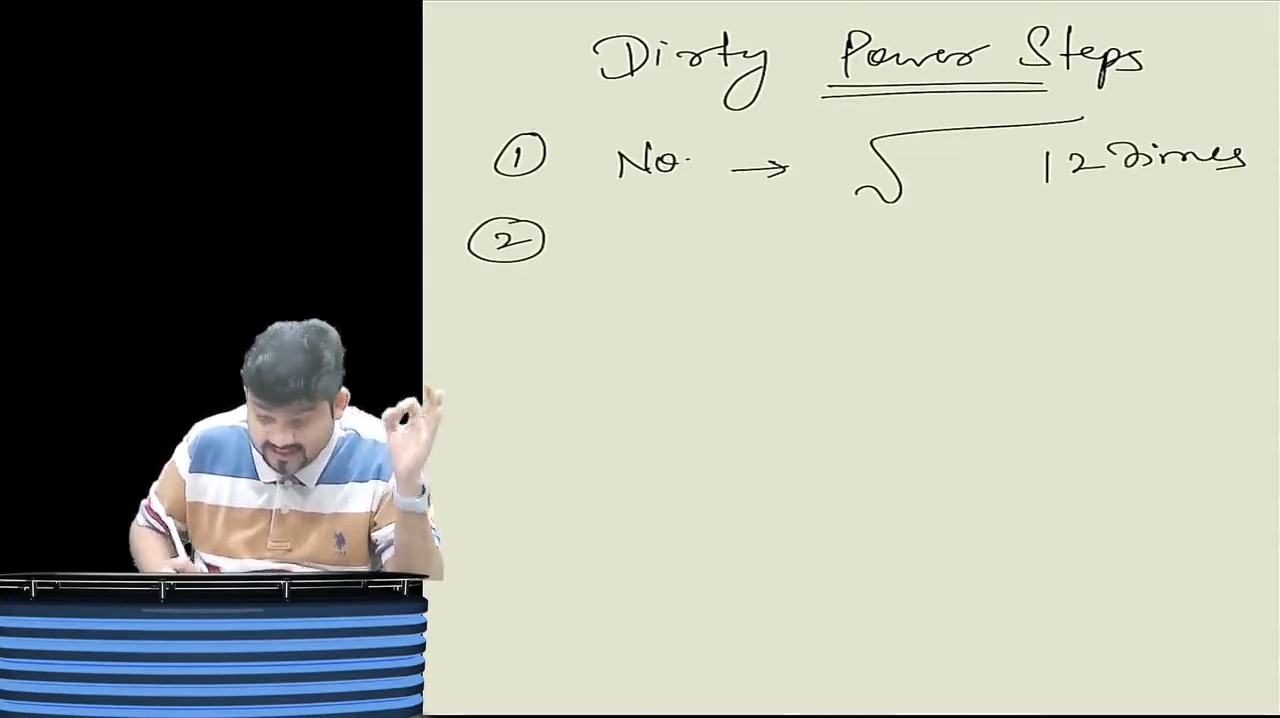 Dirty Power Steps
① No. → √ 12 times
②